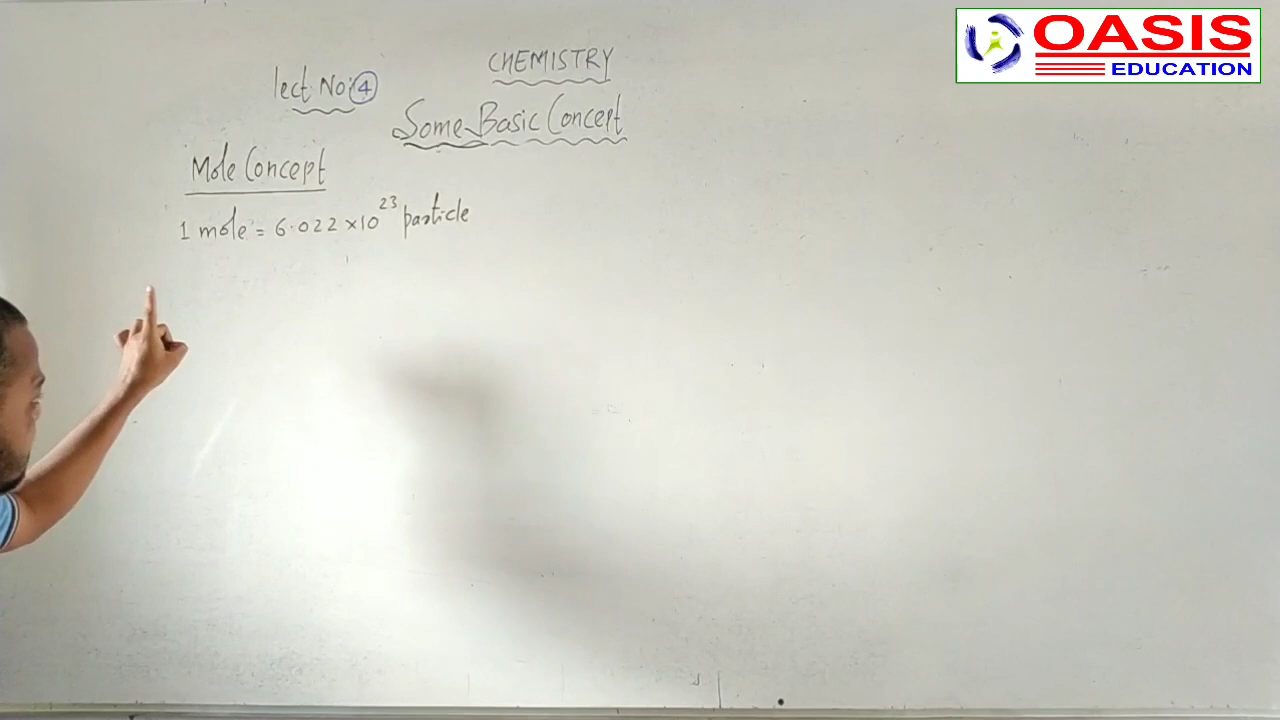 OASIS
EDUCATION
CHEMISTRY
lect No: 4
Some Basic Concept
Mole Concept
1 mole = 6.022 × 10²³ particle